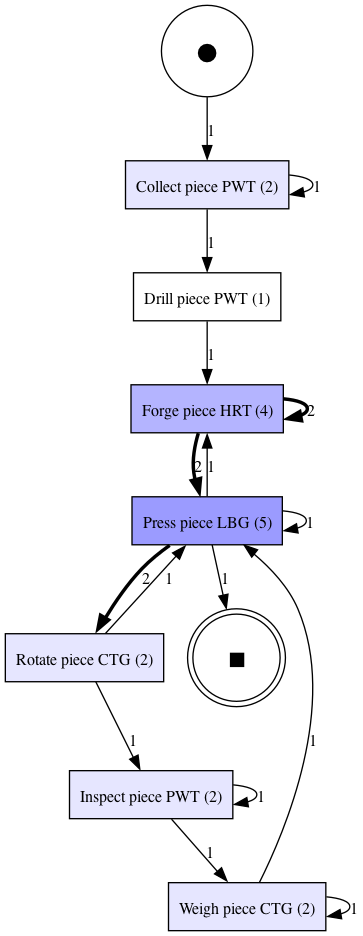 1
Collect piece PWT (2)
1
1
Drill piece PWT (1)
1
Forge piece HRT (4)
2
2
1
Press piece LBG (5)
1
2
1
1
Rotate piece CTG (2)
1
1
Inspect piece PWT (2)
1
1
Weigh piece CTG (2)
1